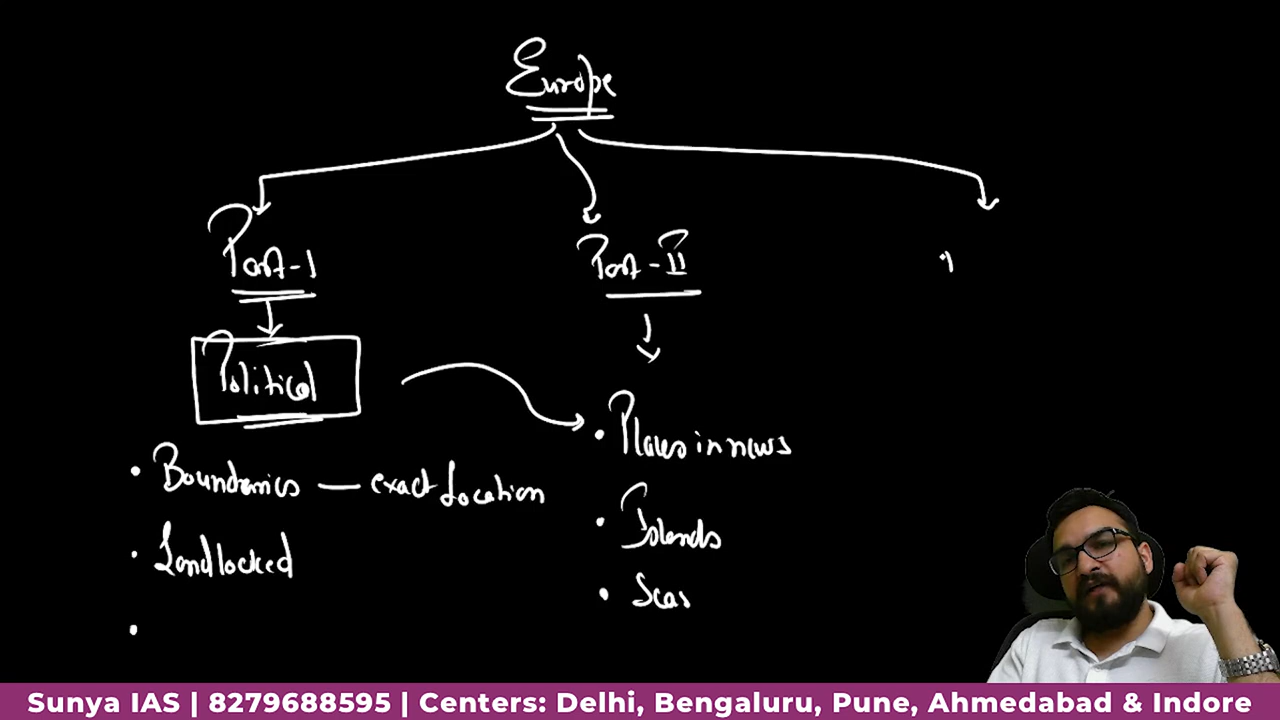 Europe
Part-I
Political
• Boundaries — exact Location
• Landlocked
•
Part-II
• Places in news
• Islands
• Seas
Sunya IAS | 8279688595 | Centers: Delhi, Bengaluru, Pune, Ahmedabad & Indore